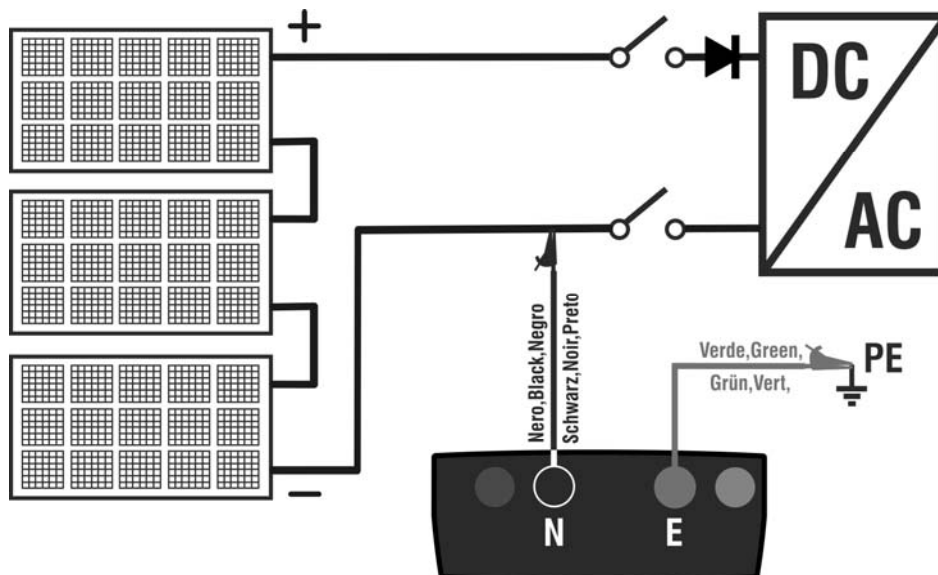 +
DC
AC
Nero,Black,Negro
Schwarz,Noir,Preto
Verde,Green,
Grün,Vert,
PE
−
N
E